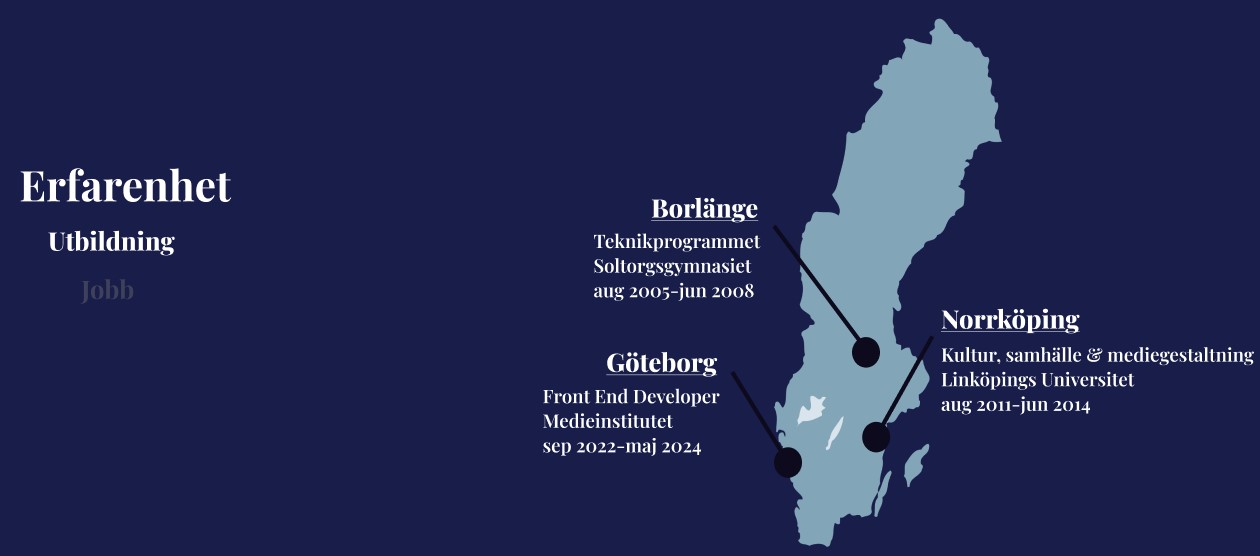 Erfarenhet
Utbildning
Jobb
Borlänge
Teknikprogrammet
Soltorgsgymnasiet
aug 2005-jun 2008
Göteborg
Front End Developer
Medieinstitutet
sep 2022-maj 2024
Norrköping
Kultur, samhälle & mediegestaltning
Linköpings Universitet
aug 2011-jun 2014